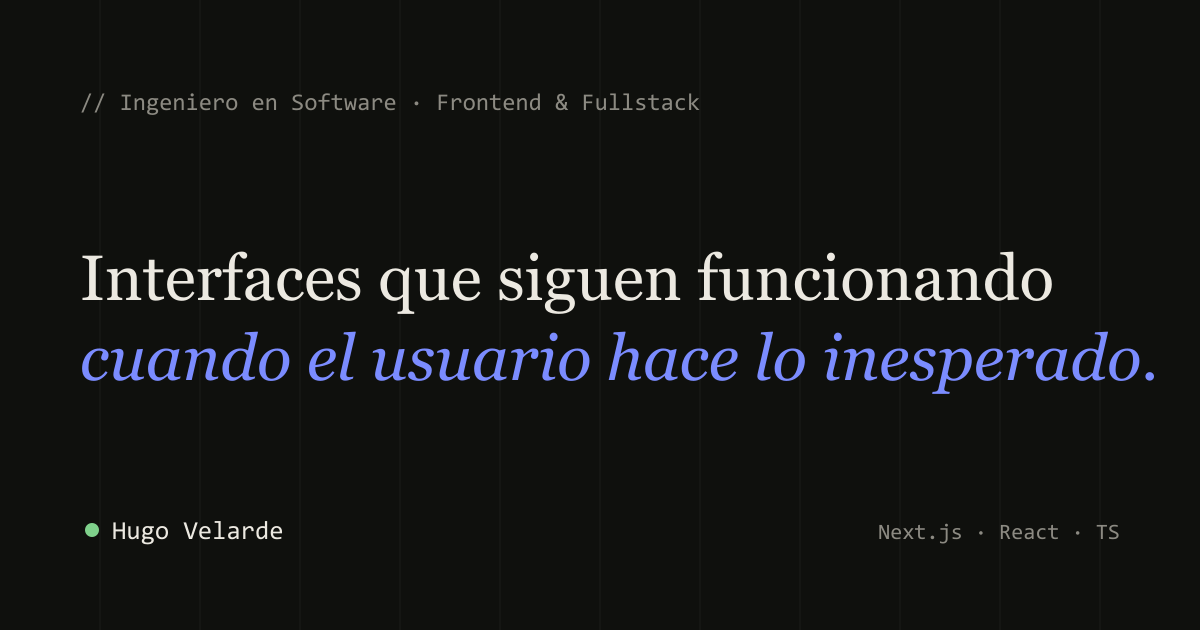 // Ingeniero en Software · Frontend & Fullstack
Interfaces que siguen funcionando
cuando el usuario hace lo inesperado.
Hugo Velarde
Next.js · React · TS